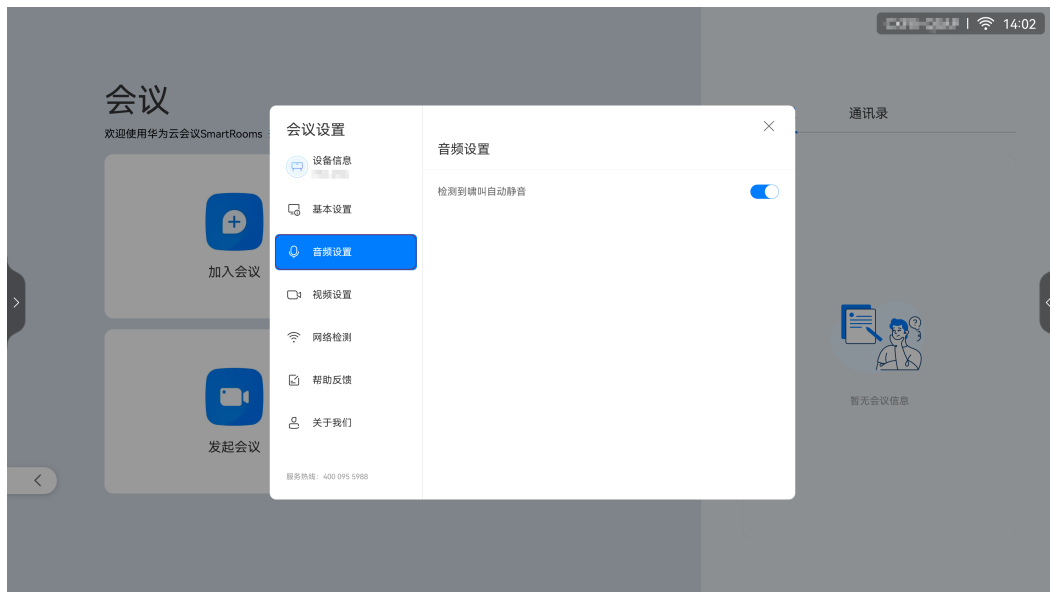 14:02
会议
欢迎使用华为云会议SmartRooms
加入会议
发起会议
会议设置
设备信息
基本设置
音频设置
视频设置
网络检测
帮助反馈
关于我们
服务热线：400 095 5988
音频设置
检测到啸叫自动静音
通讯录
暂无会议信息